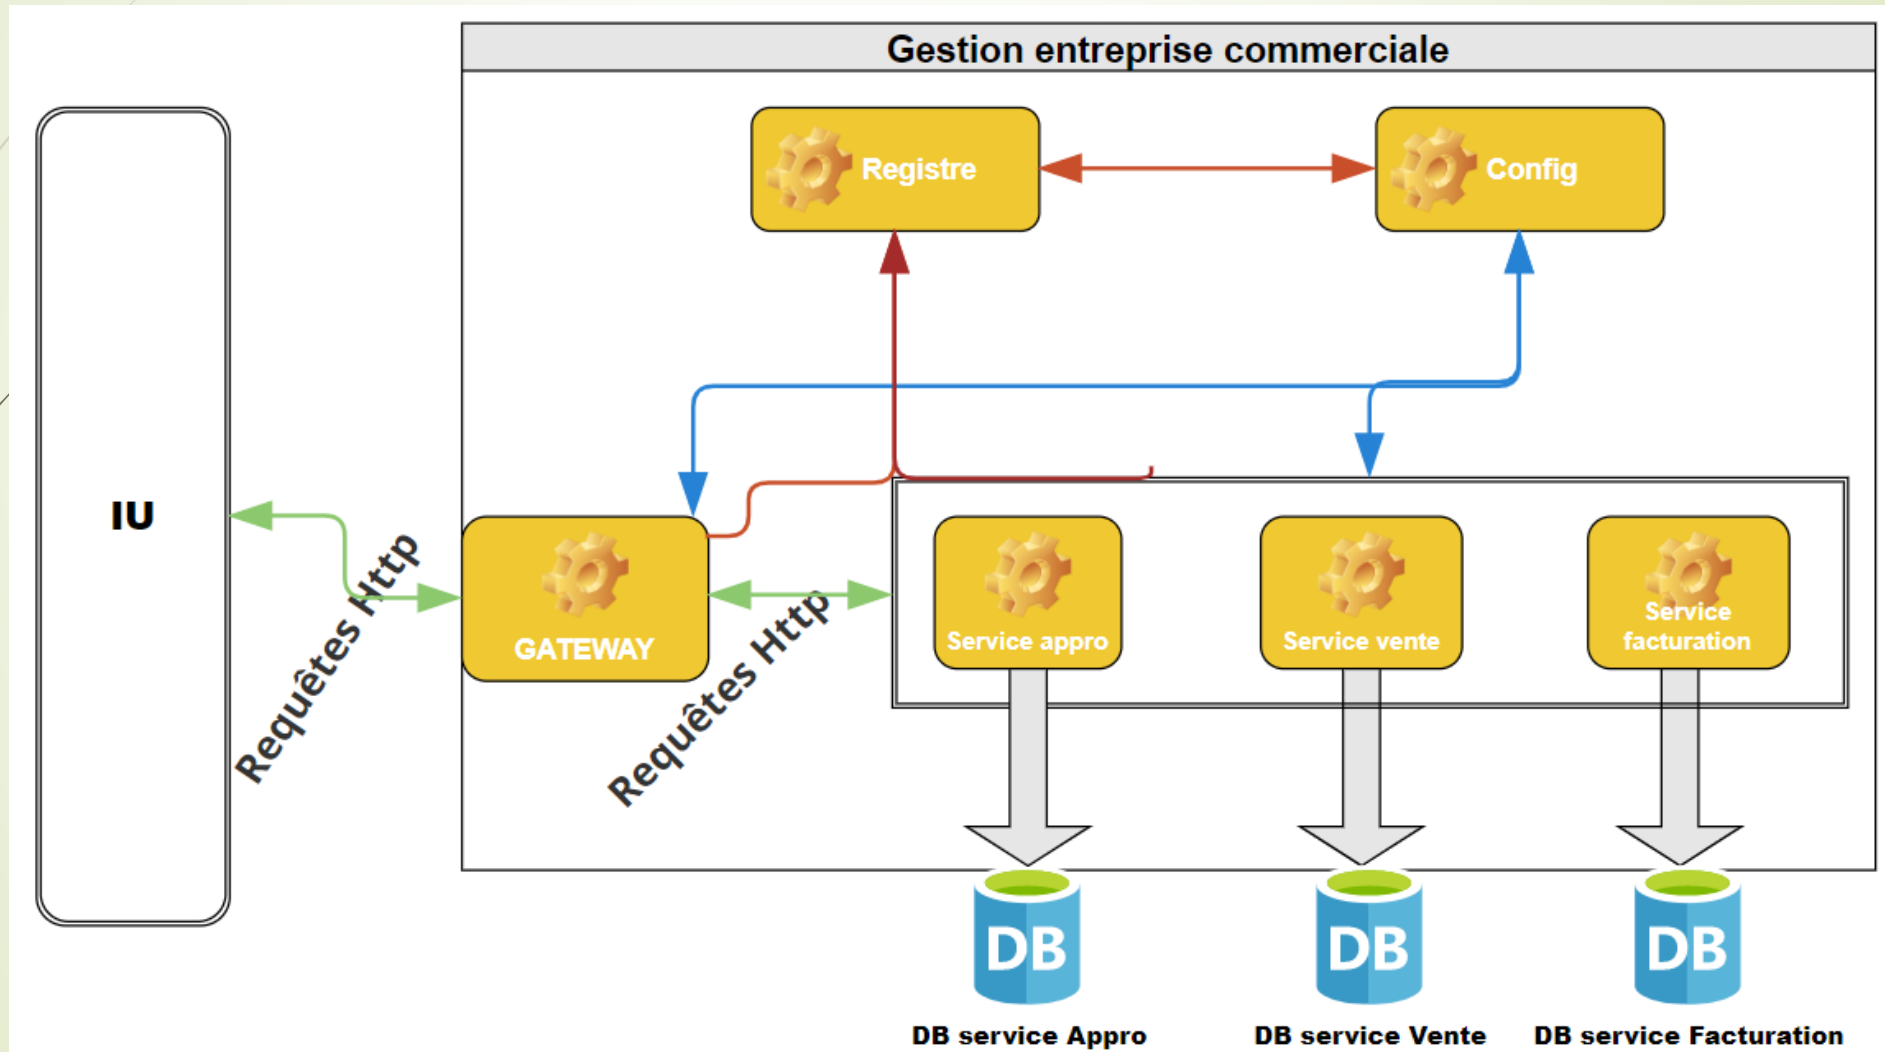 Gestion entreprise commerciale
Registre
Config
IU
Requêtes Http
GATEWAY
Requêtes Http
Service appro
Service vente
Service
facturation
DB
DB
DB
DB service Appro
DB service Vente
DB service Facturation